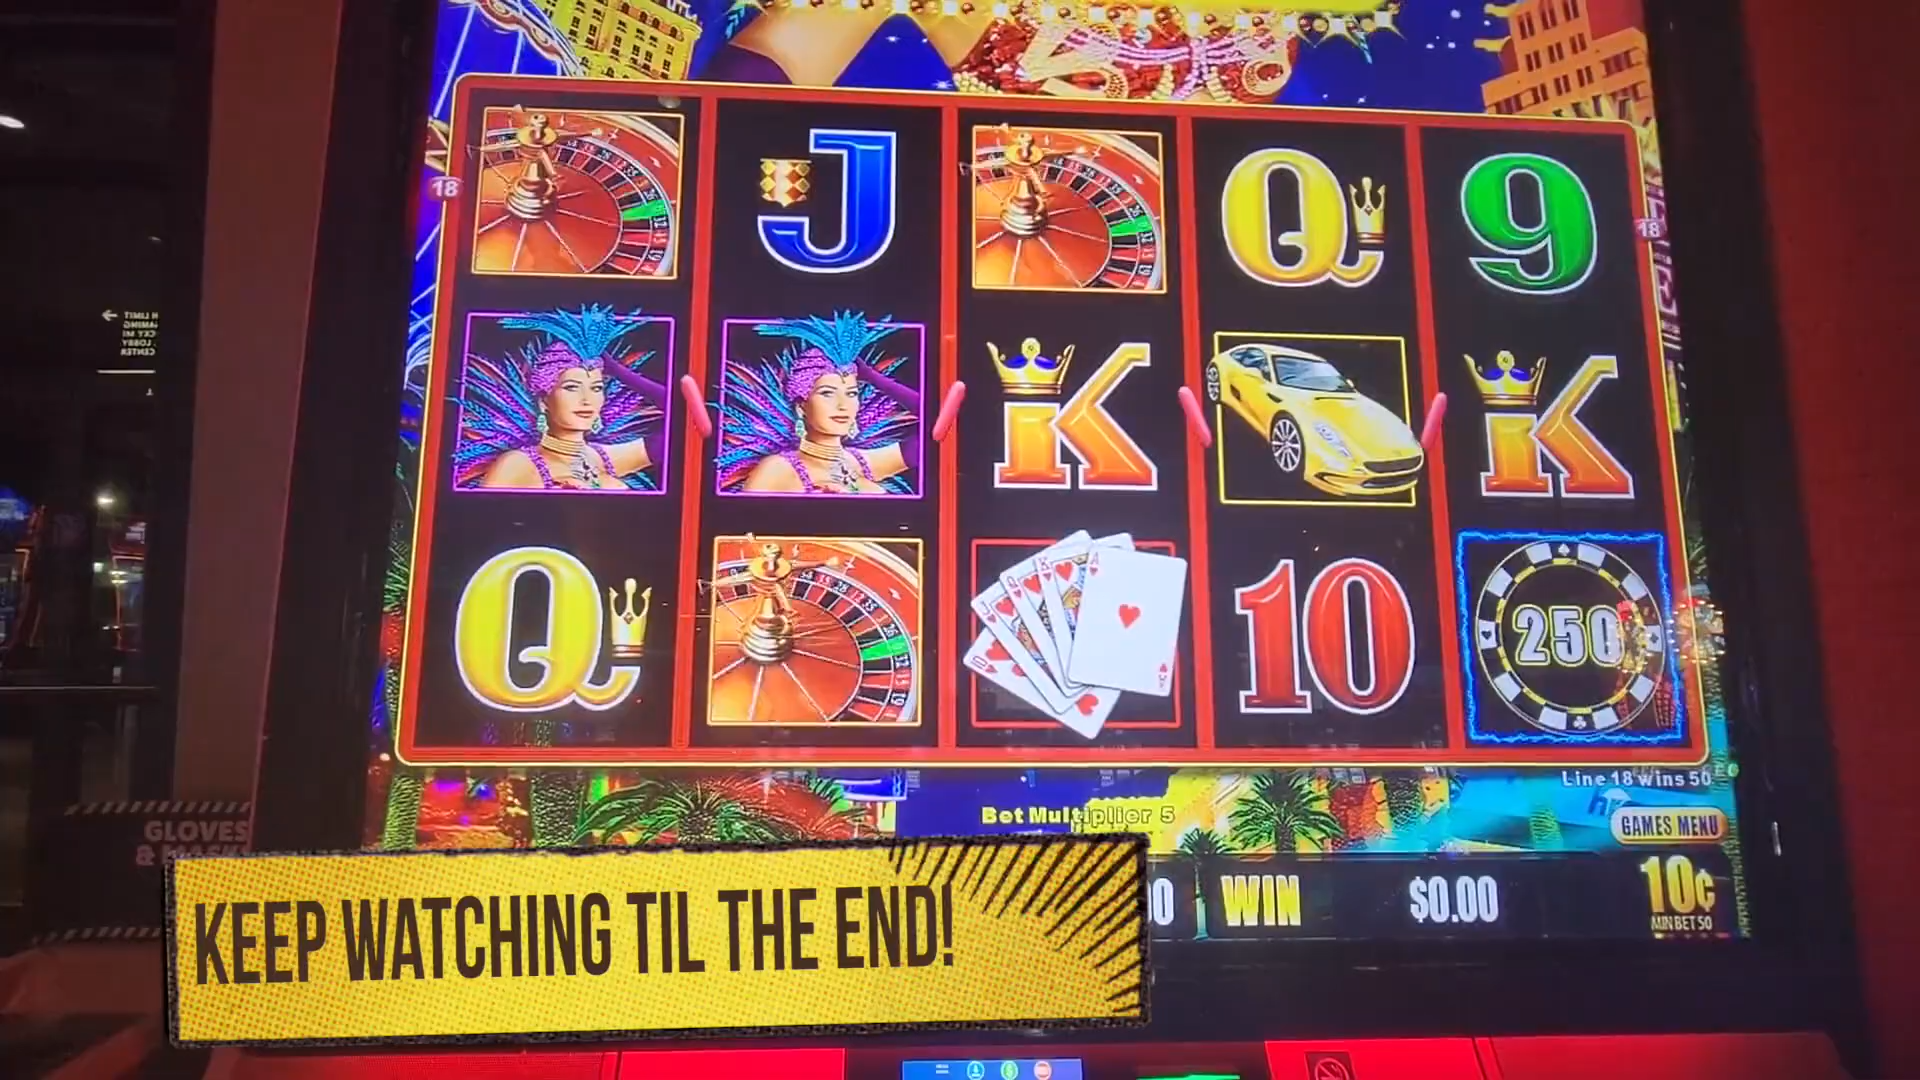 18
J
Q
9
18
K
K
Q
10
250
Line 18 wins 50
Bet Multiplier 5
GAMES MENU
GLOVES
WIN
$0.00
10¢
MIN BET 50
KEEP WATCHING TIL THE END!